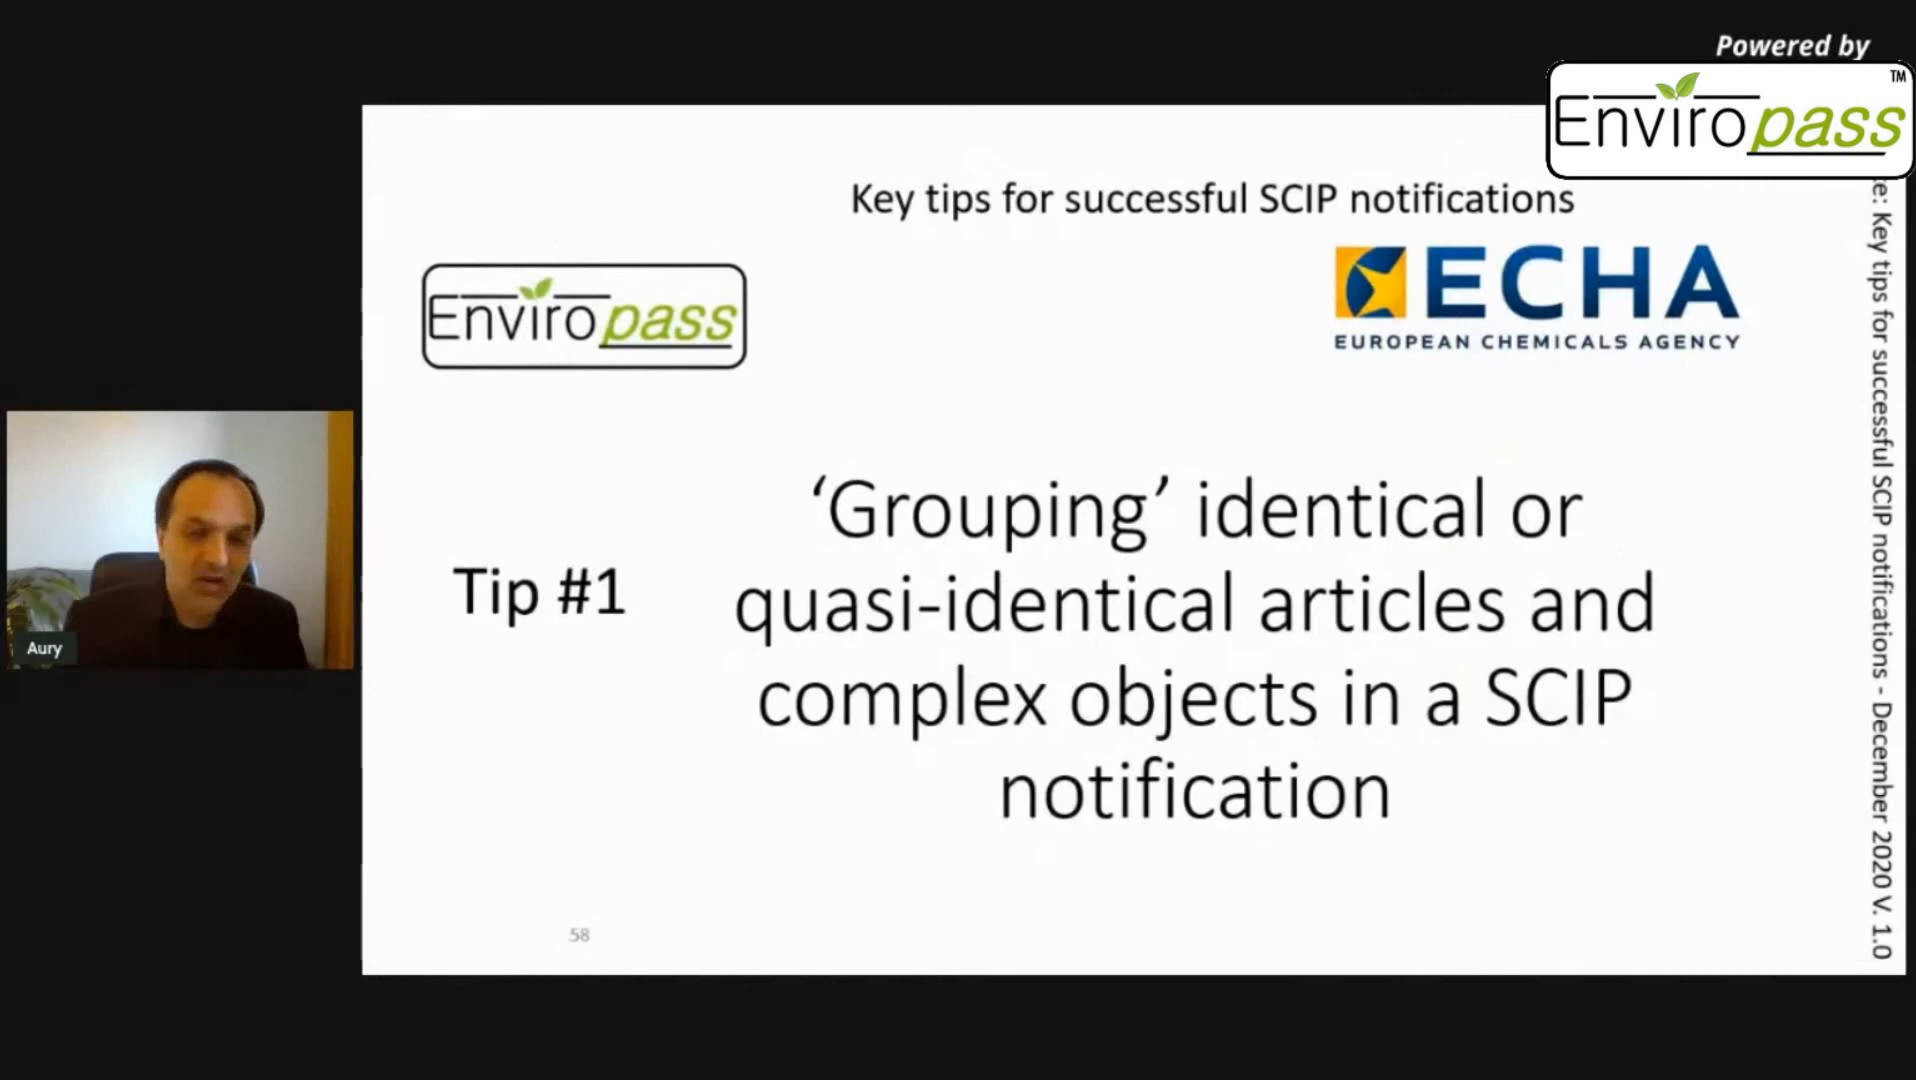 Powered by
Enviropass™
Key tips for successful SCIP notifications
Enviropass
ECHA
EUROPEAN CHEMICALS AGENCY
Tip #1
‘Grouping’ identical or
quasi-identical articles and
complex objects in a SCIP
notification
Aury
58
Key tips for successful SCIP notifications - December 2020 V. 1.0